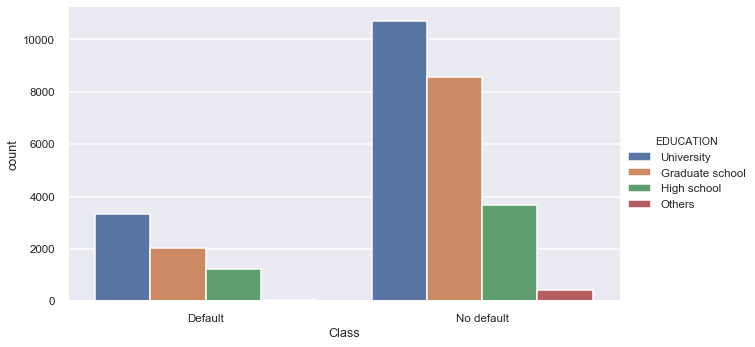 10000
8000
6000
4000
2000
0
count
Default
No default
Class
EDUCATION
University
Graduate school
High school
Others